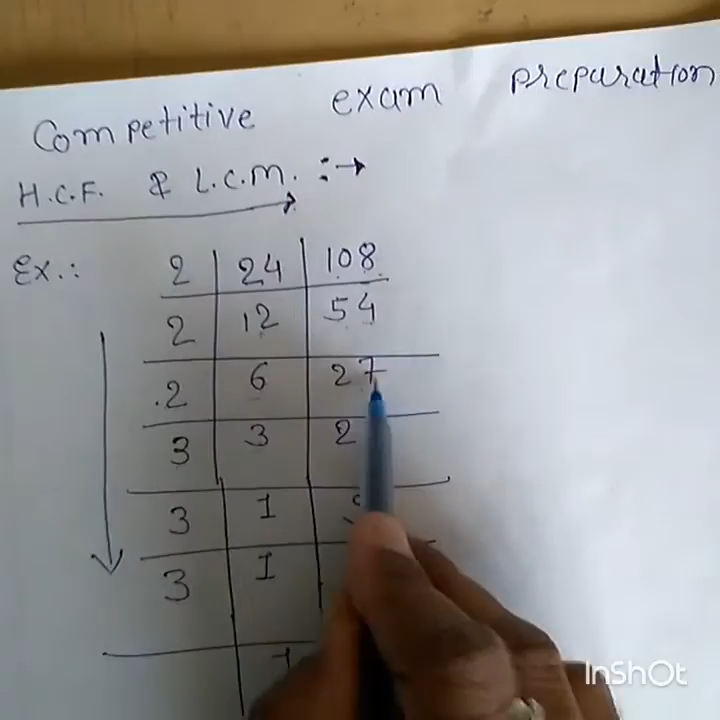 Competitive exam preparation
H.C.F. & L.C.M. :→
Ex.: 2 | 24 | 108
2 | 12 | 54
2 | 6 | 27
3 | 3 | 2
3 | 1
3 | 1
1
InShOt